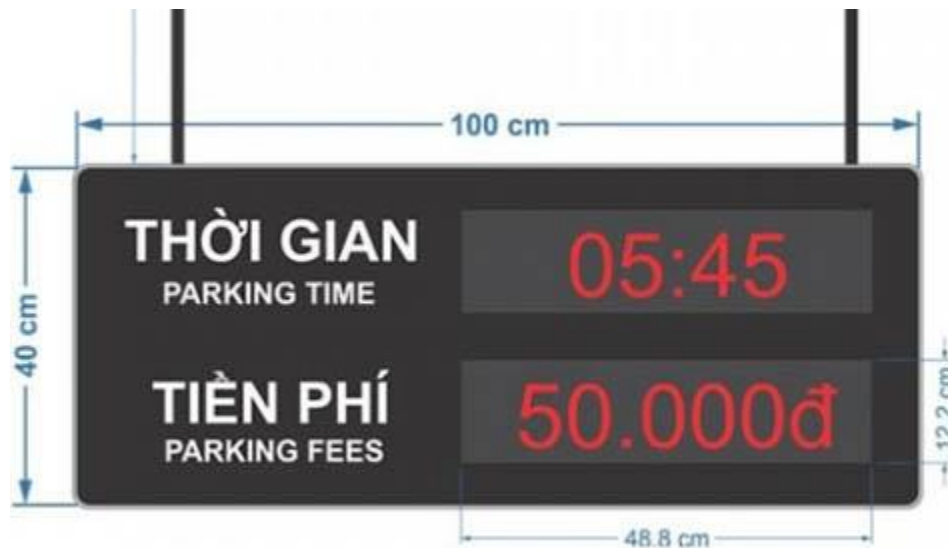 100 cm
THỜI GIAN
PARKING TIME
05:45
40 cm
TIỀN PHÍ
PARKING FEES
50.000đ
12.2 cm
48.8 cm